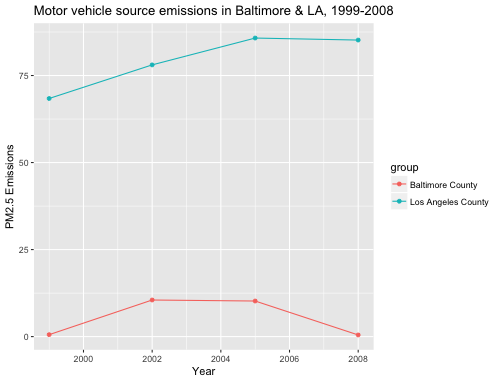 Motor vehicle source emissions in Baltimore & LA, 1999-2008
PM2.5 Emissions
75
50
25
0
2000 2002 2004 2006 2008
Year
group
Baltimore County
Los Angeles County